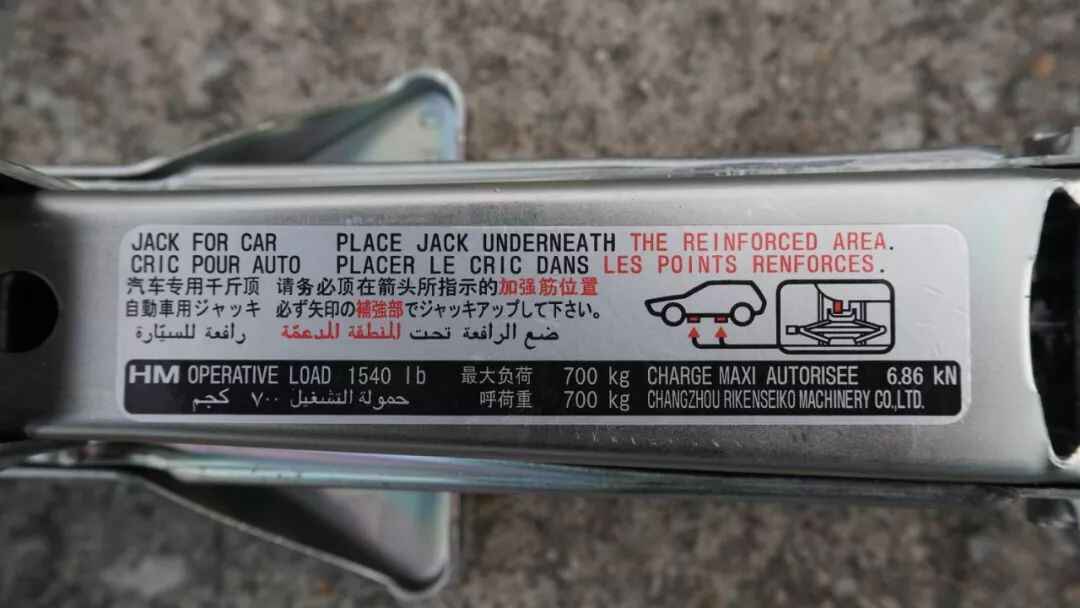 JACK FOR CAR PLACE JACK UNDERNEATH THE REINFORCED AREA.
CRIC POUR AUTO PLACER LE CRIC DANS LES POINTS RENFORCES.
汽车专用千斤顶 请务必顶在箭头所指示的加强筋位置
自動車用ジャッキ 必ず矢印の補強部でジャッキアップして下さい。
رافعة للسيّارة ضع الرافعة تحت المنطقة المدعمّة
HM OPERATIVE LOAD 1540 lb 最大负荷 700 kg CHARGE MAXI AUTORISEE 6.86 kN
حمولة التشغيل ٧٠٠ كجم 呼荷重 700 kg CHANGZHOU RIKENSEIKO MACHINERY CO.,LTD.